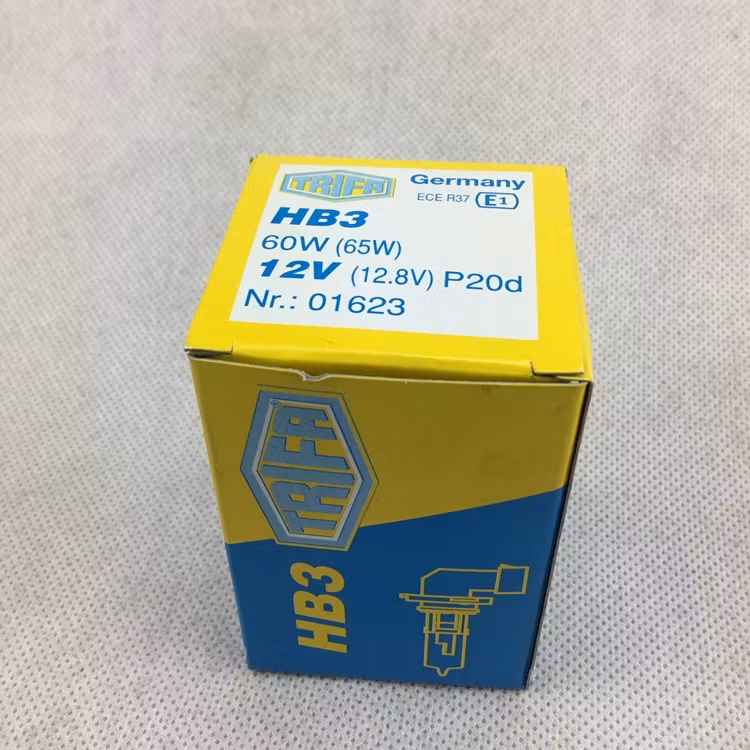 TRIFA
Germany
ECE R37 E1
HB3
60W (65W)
12V (12.8V) P20d
Nr.: 01623
TRIFA
HB3